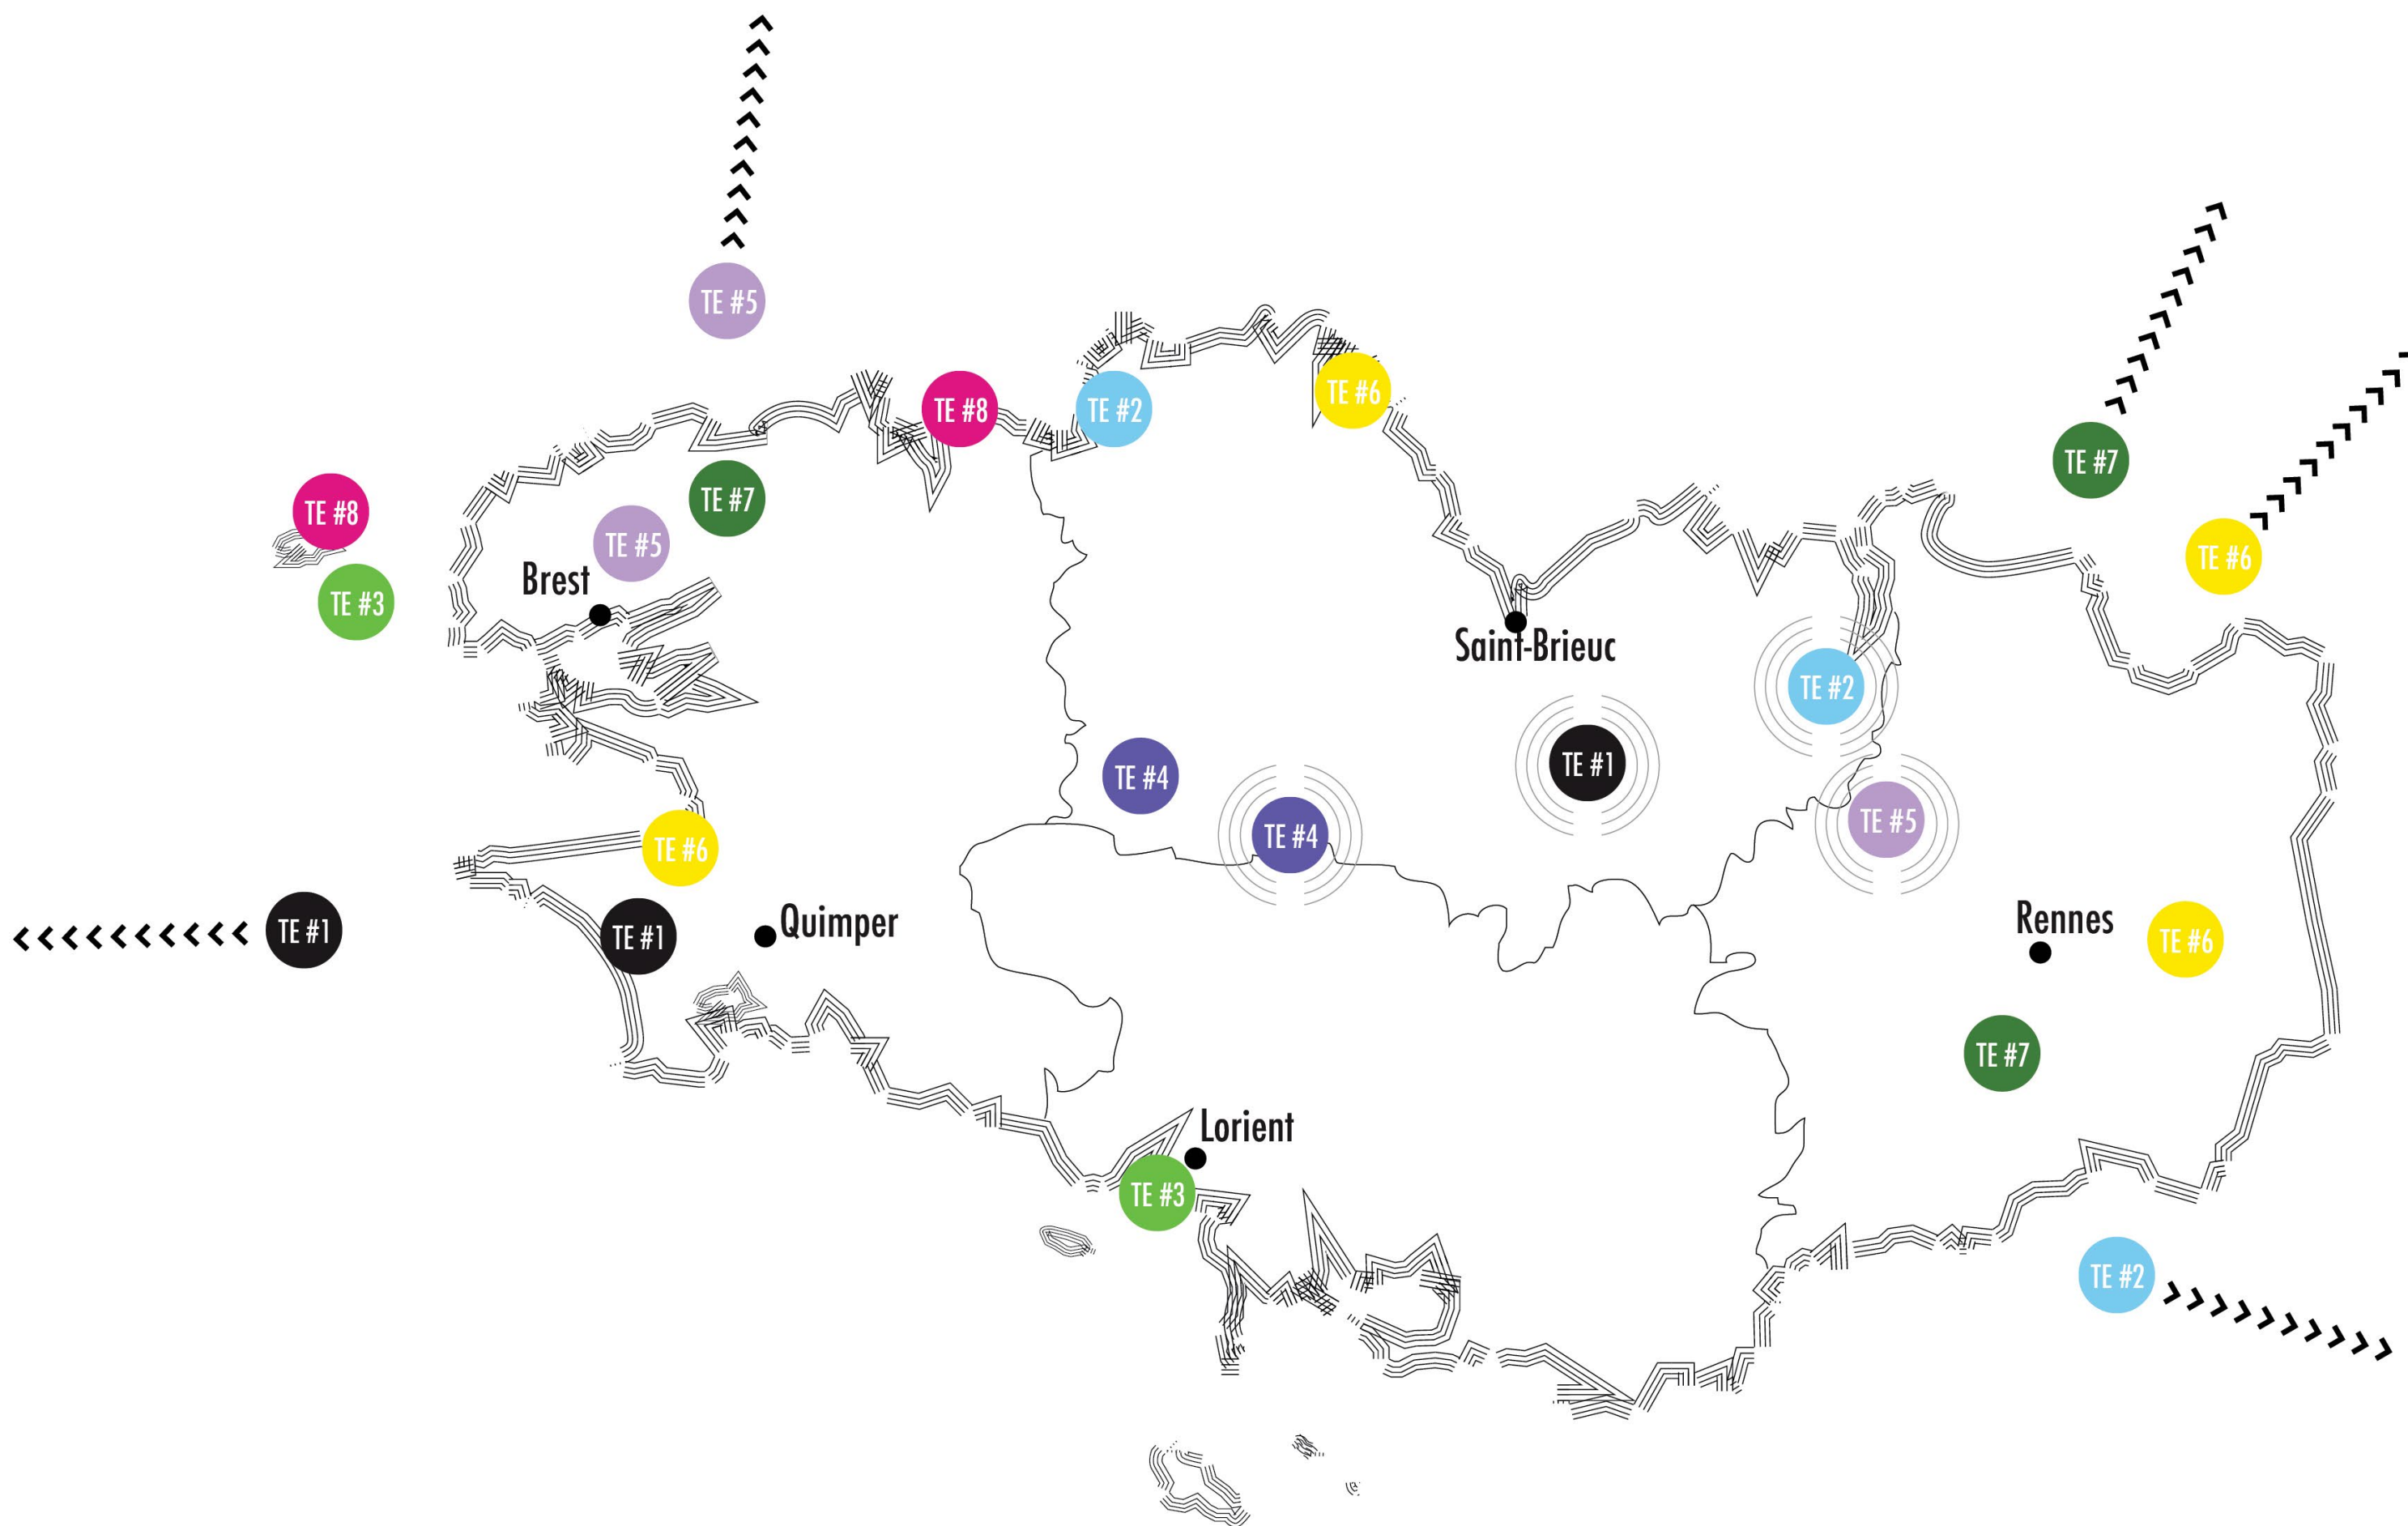 TE #5
TE #6
TE #8
TE #2
TE #7
TE #7
TE #8
TE #5
TE #6
Brest
TE #3
Saint-Brieuc
TE #2
TE #1
TE #4
TE #5
TE #4
TE #6
Quimper
Rennes
TE #1
TE #1
TE #6
TE #7
Lorient
TE #3
TE #2